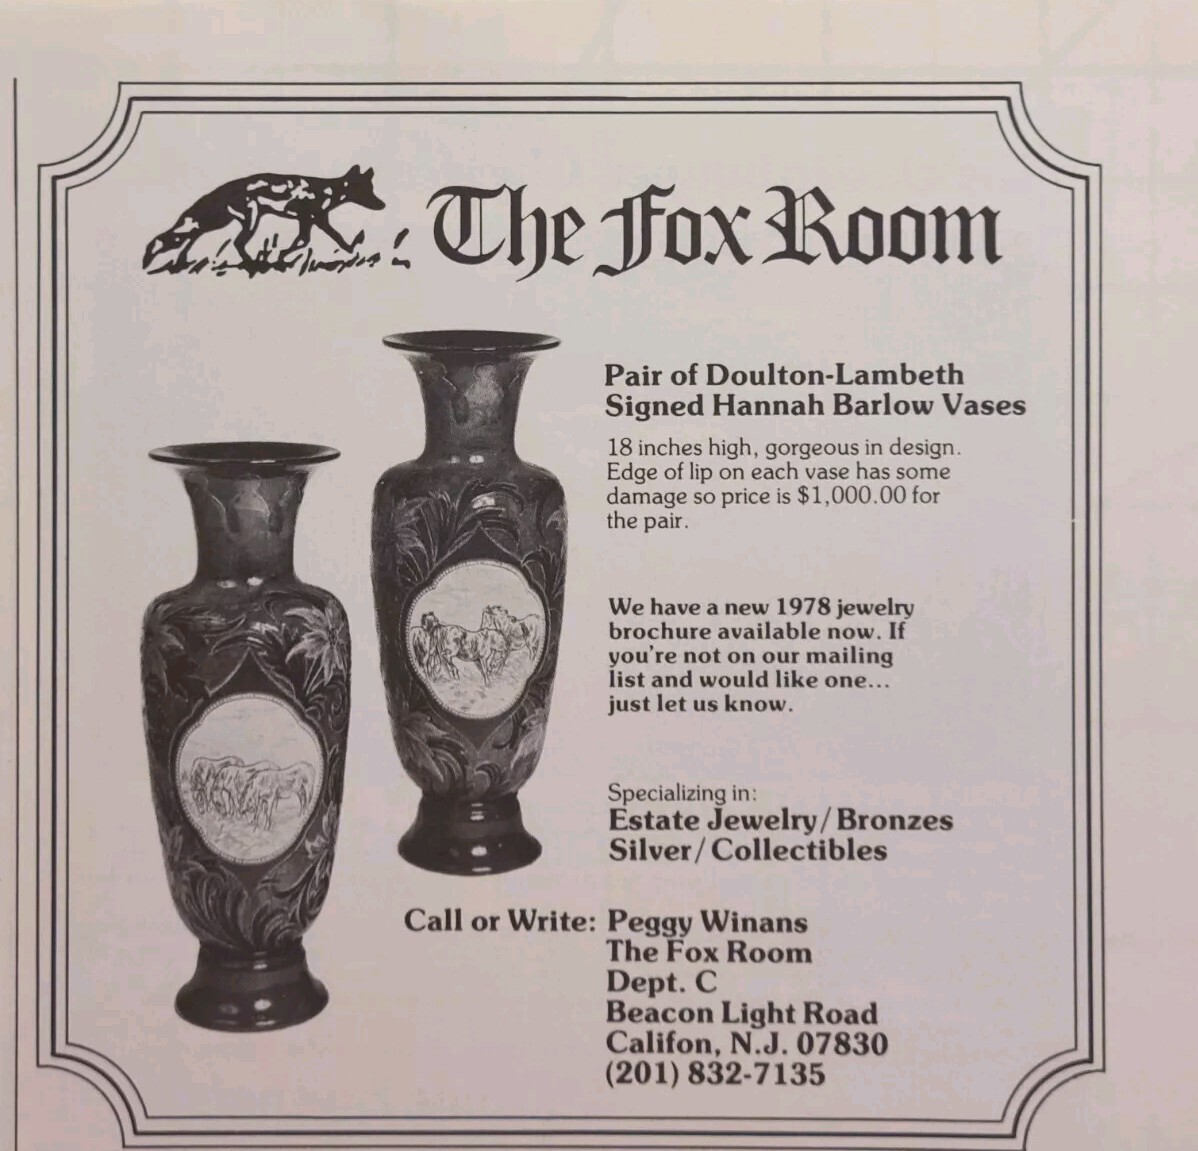 The Fox Room
Pair of Doulton-Lambeth
Signed Hannah Barlow Vases
18 inches high, gorgeous in design.
Edge of lip on each vase has some
damage so price is $1,000.00 for
the pair.
We have a new 1978 jewelry
brochure available now. If
you're not on our mailing
list and would like one...
just let us know.
Specializing in:
Estate Jewelry/Bronzes
Silver/Collectibles
Call or Write: Peggy Winans
The Fox Room
Dept. C
Beacon Light Road
Califon, N.J. 07830
(201) 832-7135